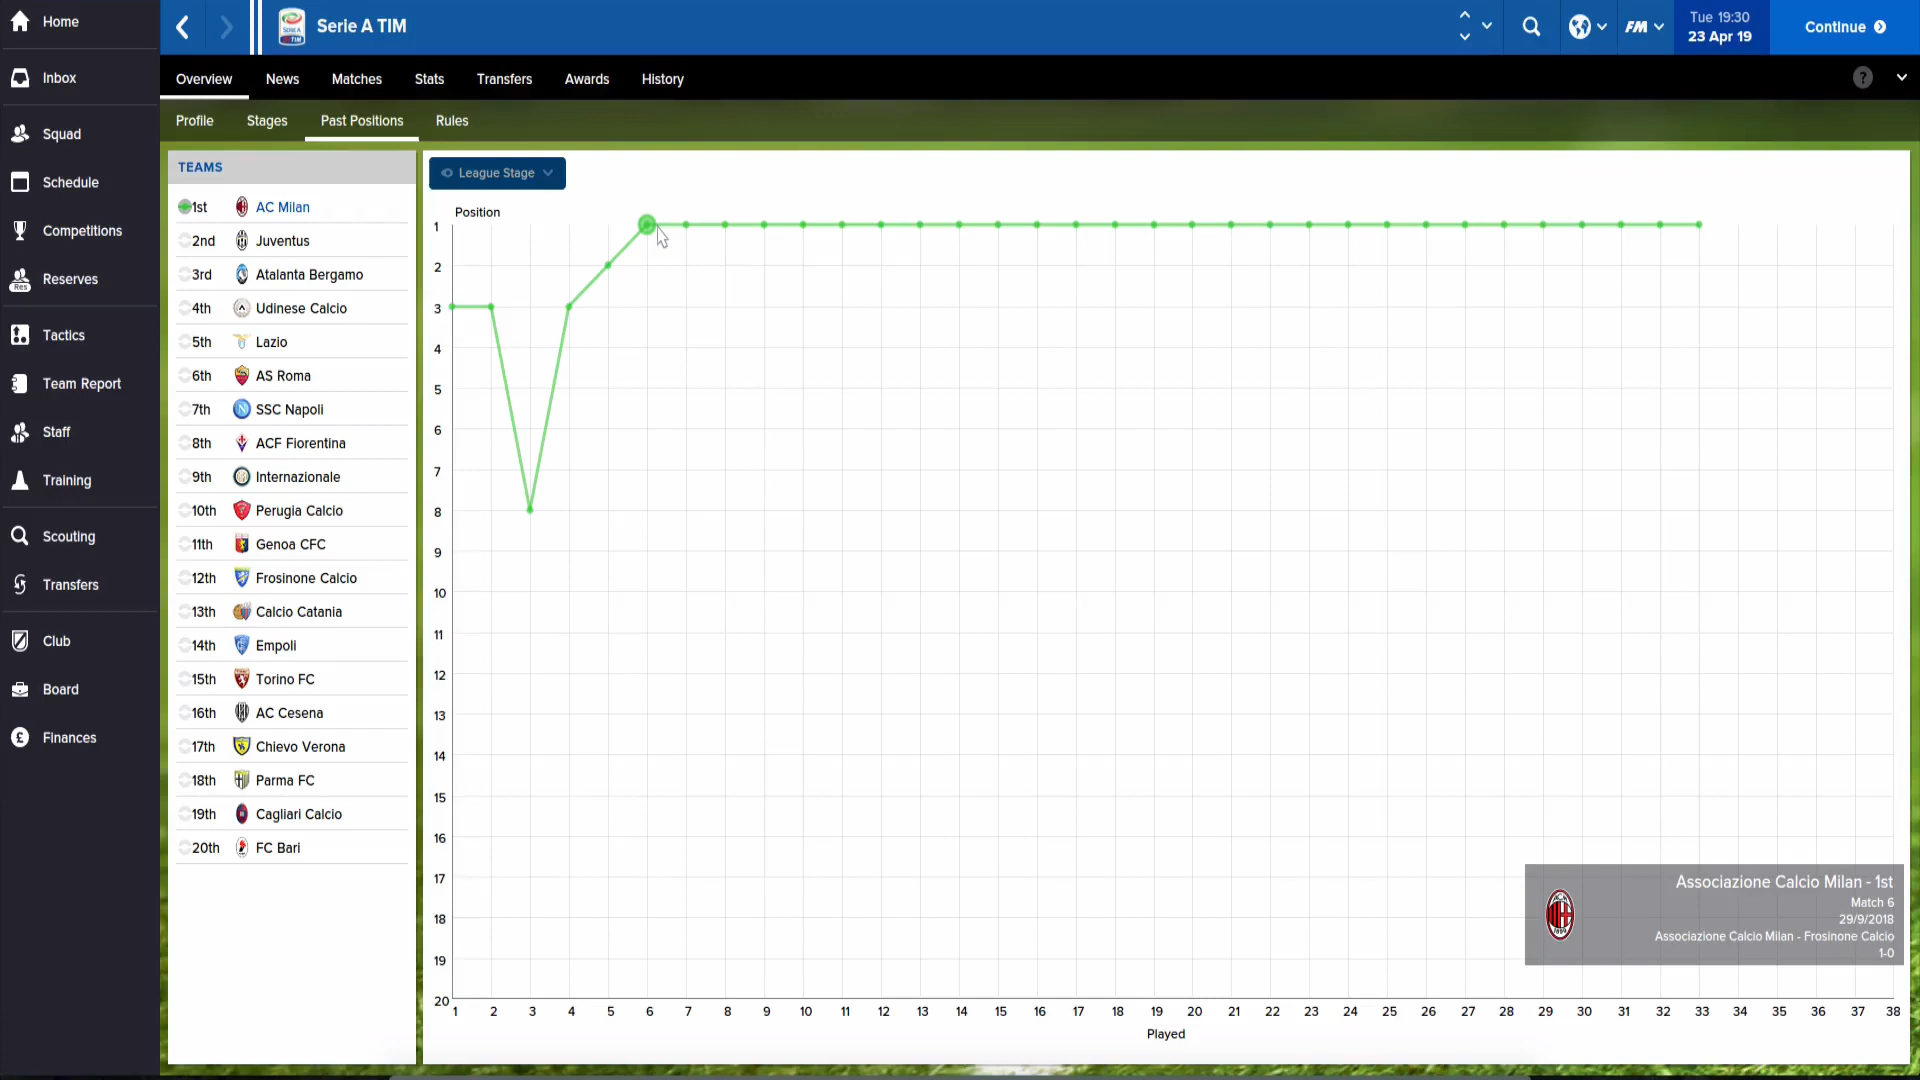 Home
Inbox
Squad
Schedule
Competitions
Res
Reserves
Tactics
Team Report
Staff
Training
Scouting
Transfers
Club
Board
Finances
Serie A TIM
FM
Tue 19:30
23 Apr 19
Continue
Overview News Matches Stats Transfers Awards History
?
Profile Stages Past Positions Rules
TEAMS
1st AC Milan
2nd Juventus
3rd Atalanta Bergamo
4th Udinese Calcio
5th Lazio
6th AS Roma
7th SSC Napoli
8th ACF Fiorentina
9th Internazionale
10th Perugia Calcio
11th Genoa CFC
12th Frosinone Calcio
13th Calcio Catania
14th Empoli
15th Torino FC
16th AC Cesena
17th Chievo Verona
18th Parma FC
19th Cagliari Calcio
20th FC Bari
League Stage
Position
1
2
3
4
5
6
7
8
9
10
11
12
13
14
15
16
17
18
19
20
1 2 3 4 5 6 7 8 9 10 11 12 13 14 15 16 17 18 19 20 21 22 23 24 25 26 27 28 29 30 31 32 33 34 35 36 37 38
Played
Associazione Calcio Milan - 1st
Match 6
29/9/2018
Associazione Calcio Milan - Frosinone Calcio
1-0